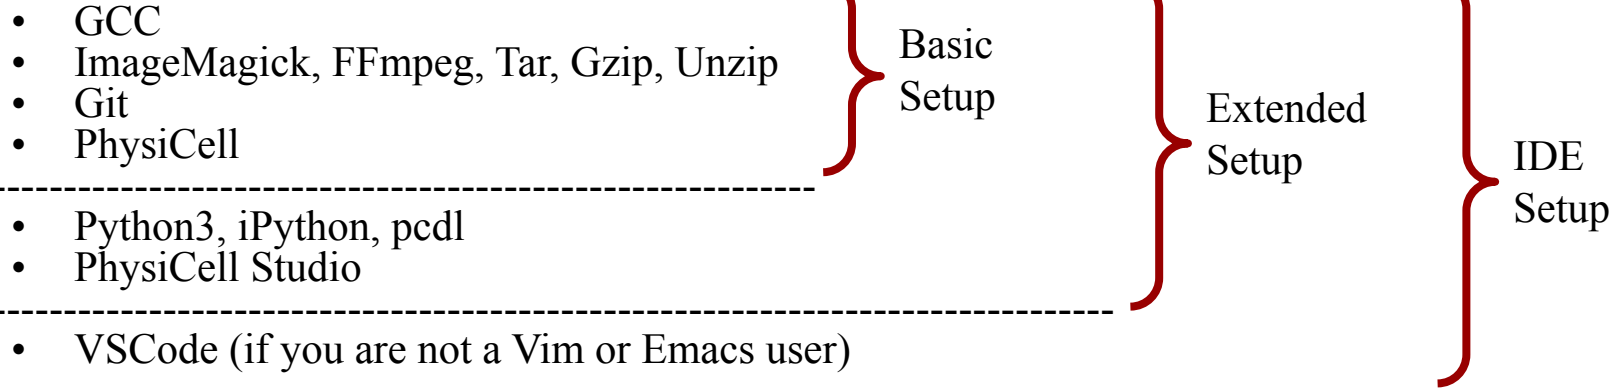 • GCC
• ImageMagick, FFmpeg, Tar, Gzip, Unzip
• Git
• PhysiCell
--------------------------------------------------------
• Python3, iPython, pcdl
• PhysiCell Studio
-----------------------------------------------------------------------------
• VSCode (if you are not a Vim or Emacs user)
Basic
Setup
Extended
Setup
IDE
Setup